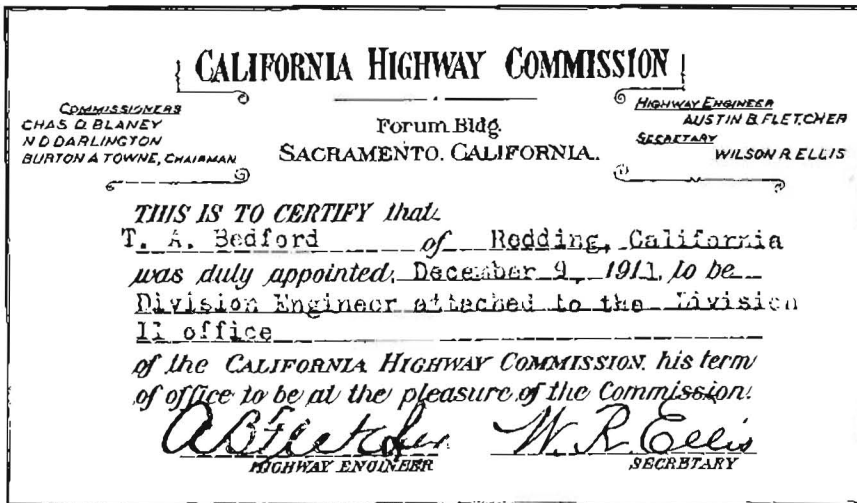 CALIFORNIA HIGHWAY COMMISSION
COMMISSIONERS
CHAS D. BLANEY
N D DARLINGTON
BURTON A TOWNE, CHAIRMAN
Forum Bldg.
SACRAMENTO. CALIFORNIA.
HIGHWAY ENGINEER
AUSTIN B. FLETCHER
SECRETARY
WILSON R. ELLIS
THIS IS TO CERTIFY that
T. A. Bedford of Redding, California
was duly appointed, December 9, 1911, to be
Division Engineer attached to the Division
II office
of the CALIFORNIA HIGHWAY COMMISSION, his term
of office to be at the pleasure of the Commission.
A B Fletcher W. R. Ellis
HIGHWAY ENGINEER SECRETARY